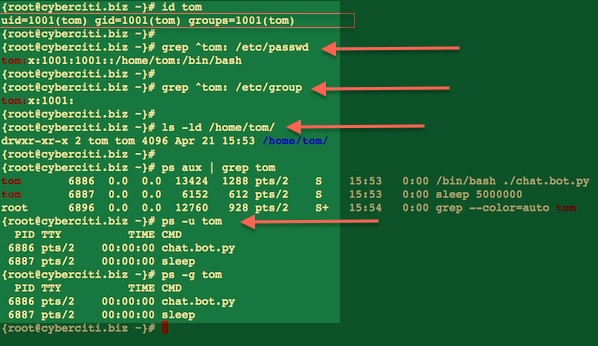 {root@cyberciti.biz ~}# id tom
uid=1001(tom) gid=1001(tom) groups=1001(tom)
{root@cyberciti.biz ~}#
{root@cyberciti.biz ~}# grep ^tom: /etc/passwd
tom:x:1001:1001::/home/tom:/bin/bash
{root@cyberciti.biz ~}#
{root@cyberciti.biz ~}# grep ^tom: /etc/group
tom:x:1001:
{root@cyberciti.biz ~}#
{root@cyberciti.biz ~}# ls -ld /home/tom/
drwxr-xr-x 2 tom tom 4096 Apr 21 15:53 /home/tom/
{root@cyberciti.biz ~}#
{root@cyberciti.biz ~}# ps aux | grep tom
tom 6886 0.0 0.0 13424 1288 pts/2 S 15:53 0:00 /bin/bash ./chat.bot.py
tom 6887 0.0 0.0 6152 612 pts/2 S 15:53 0:00 sleep 5000000
root 6896 0.0 0.0 12760 928 pts/2 S+ 15:54 0:00 grep --color=auto tom
{root@cyberciti.biz ~}# ps -u tom
PID TTY TIME CMD
6886 pts/2 00:00:00 chat.bot.py
6887 pts/2 00:00:00 sleep
{root@cyberciti.biz ~}# ps -g tom
PID TTY TIME CMD
6886 pts/2 00:00:00 chat.bot.py
6887 pts/2 00:00:00 sleep
{root@cyberciti.biz ~}#